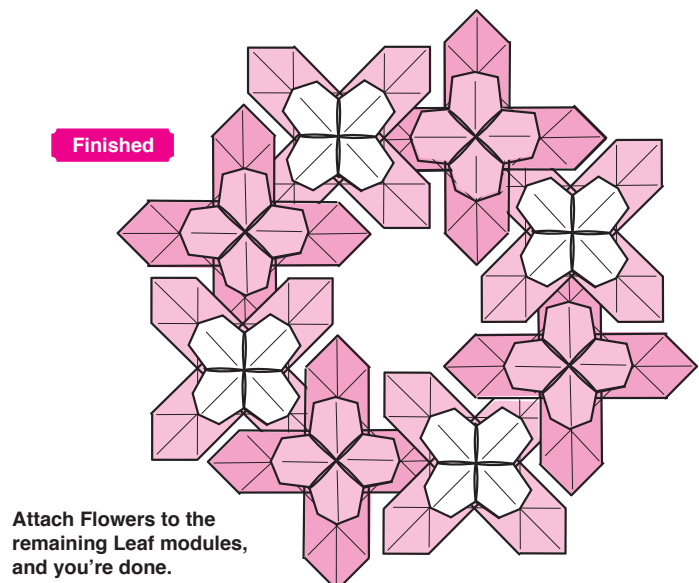 Finished
Attach Flowers to the
remaining Leaf modules,
and you're done.